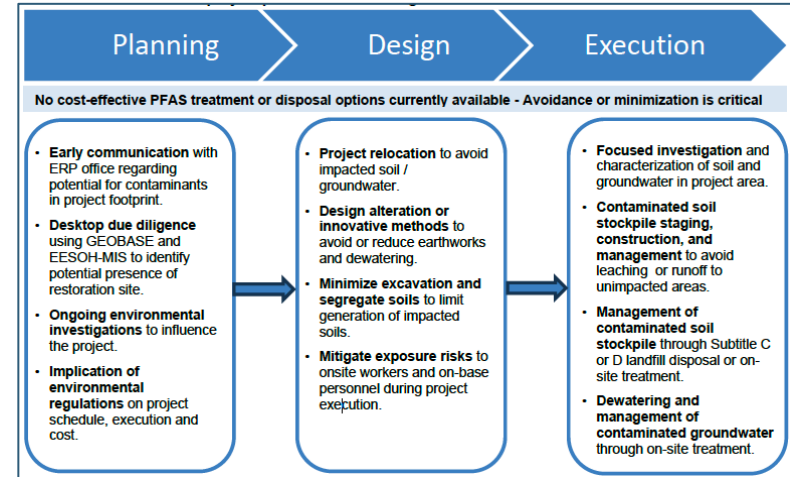 Planning
Design
Execution
No cost-effective PFAS treatment or disposal options currently available - Avoidance or minimization is critical
• Early communication with
ERP office regarding
potential for contaminants
in project footprint.
• Desktop due diligence
using GEOBASE and
EESOH-MIS to identify
potential presence of
restoration site.
• Ongoing environmental
investigations to influence
the project.
• Implication of
environmental
regulations on project
schedule, execution and
cost.
• Project relocation to avoid
impacted soil /
groundwater.
• Design alteration or
innovative methods to
avoid or reduce earthworks
and dewatering.
• Minimize excavation and
segregate soils to limit
generation of impacted
soils.
• Mitigate exposure risks to
onsite workers and on-base
personnel during project
execution.
• Focused investigation and
characterization of soil and
groundwater in project area.
• Contaminated soil
stockpile staging,
construction, and
management to avoid
leaching or runoff to
unimpacted areas.
• Management of
contaminated soil
stockpile through Subtitle C
or D landfill disposal or on-
site treatment.
• Dewatering and
management of
contaminated groundwater
through on-site treatment.